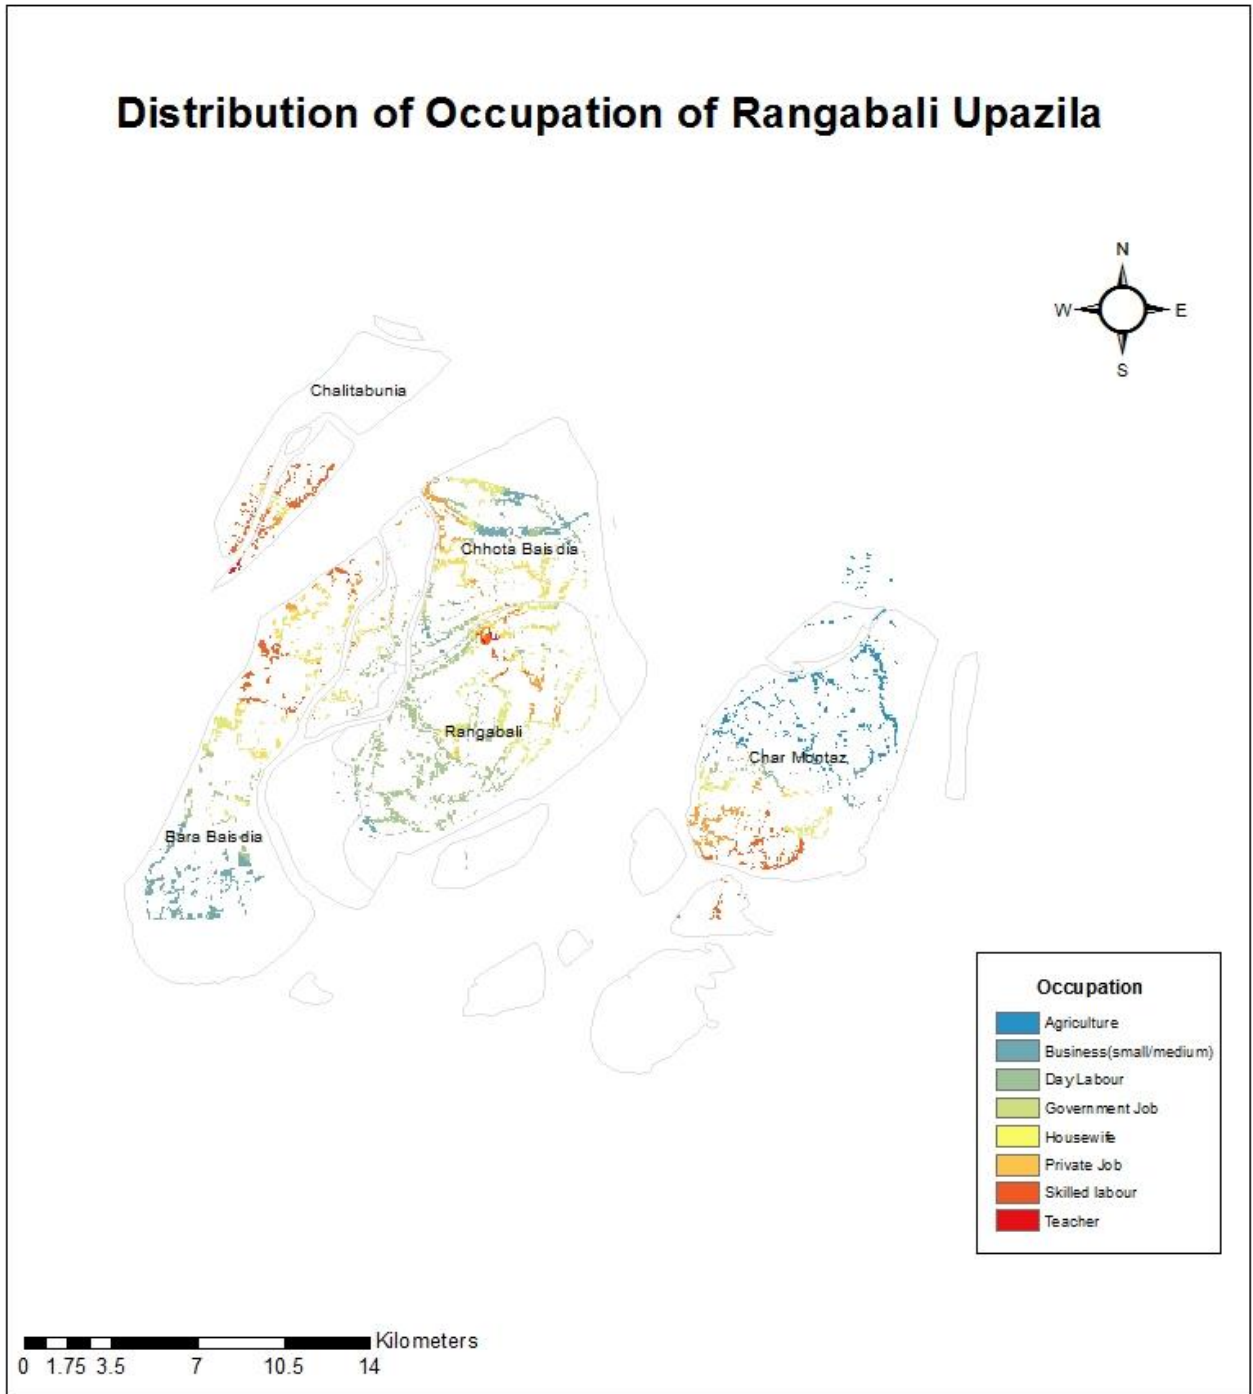 Distribution of Occupation of Rangabali Upazila
N
W E
S
Chalitabunia
Chhota Baisdia
Rangabali
Char Montaz
Bara Baisdia
Occupation
Agriculture
Business(small/medium)
Day Labour
Government Job
Housewife
Private Job
Skilled labour
Teacher
Kilometers
0 1.75 3.5 7 10.5 14